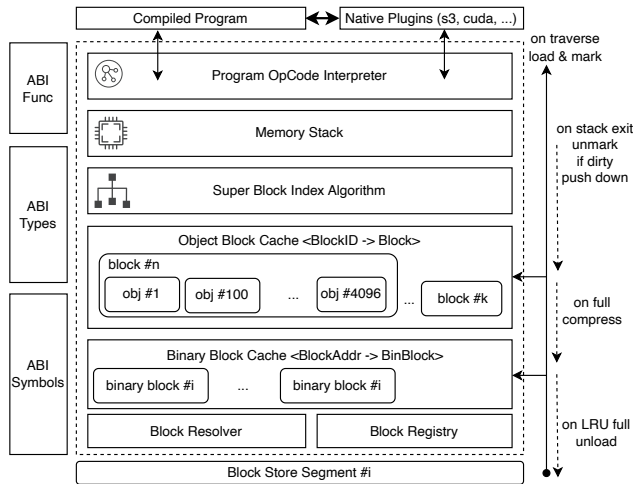 Compiled Program
Native Plugins (s3, cuda, ...)
on traverse
load & mark
ABI
Func
Program OpCode Interpreter
Memory Stack
on stack exit
unmark
if dirty
push down
ABI
Types
Super Block Index Algorithm
Object Block Cache <BlockID -> Block>
block #n
obj #1
obj #100
...
obj #4096
...
block #k
on full
compress
ABI
Symbols
Binary Block Cache <BlockAddr -> BinBlock>
binary block #i
...
binary block #i
Block Resolver
Block Registry
on LRU full
unload
Block Store Segment #i